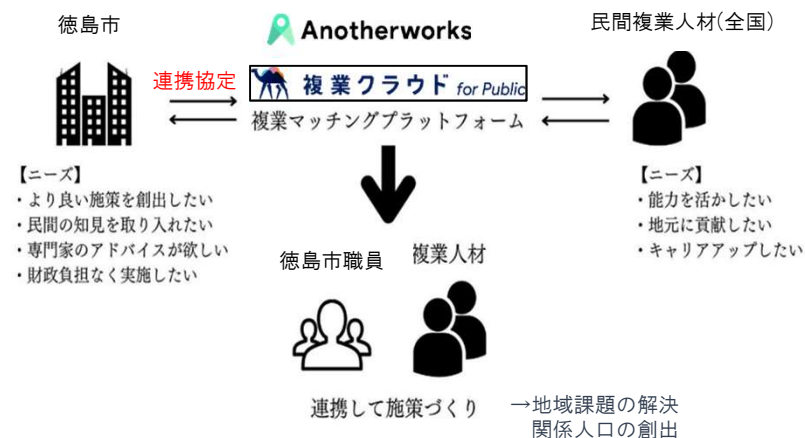 徳島市
Anotherworks
民間複業人材(全国)
連携協定
複業クラウド for Public
複業マッチングプラットフォーム
【ニーズ】
・より良い施策を創出したい
・民間の知見を取り入れたい
・専門家のアドバイスが欲しい
・財政負担なく実施したい
【ニーズ】
・能力を活かしたい
・地元に貢献したい
・キャリアアップしたい
徳島市職員
複業人材
連携して施策づくり
→地域課題の解決
関係人口の創出